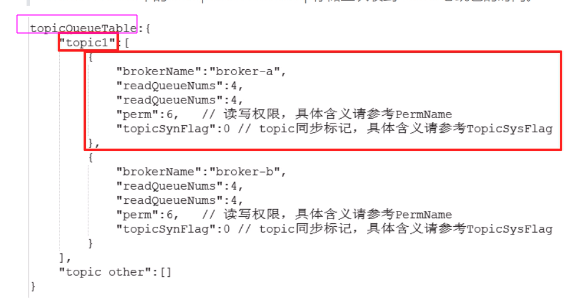 topicQueueTable:{
"topic1":[
{
"brokerName":"broker-a",
"readQueueNums":4,
"readQueueNums":4,
"perm":6,   // 读写权限，具体含义请参考PermName
"topicSynFlag":0 // topic同步标记，具体含义请参考TopicSysFlag
},
{
"brokerName":"broker-b",
"readQueueNums":4,
"readQueueNums":4,
"perm":6,   // 读写权限，具体含义请参考PermName
"topicSynFlag":0 // topic同步标记，具体含义请参考TopicSysFlag
}
],
"topic other":[]
}